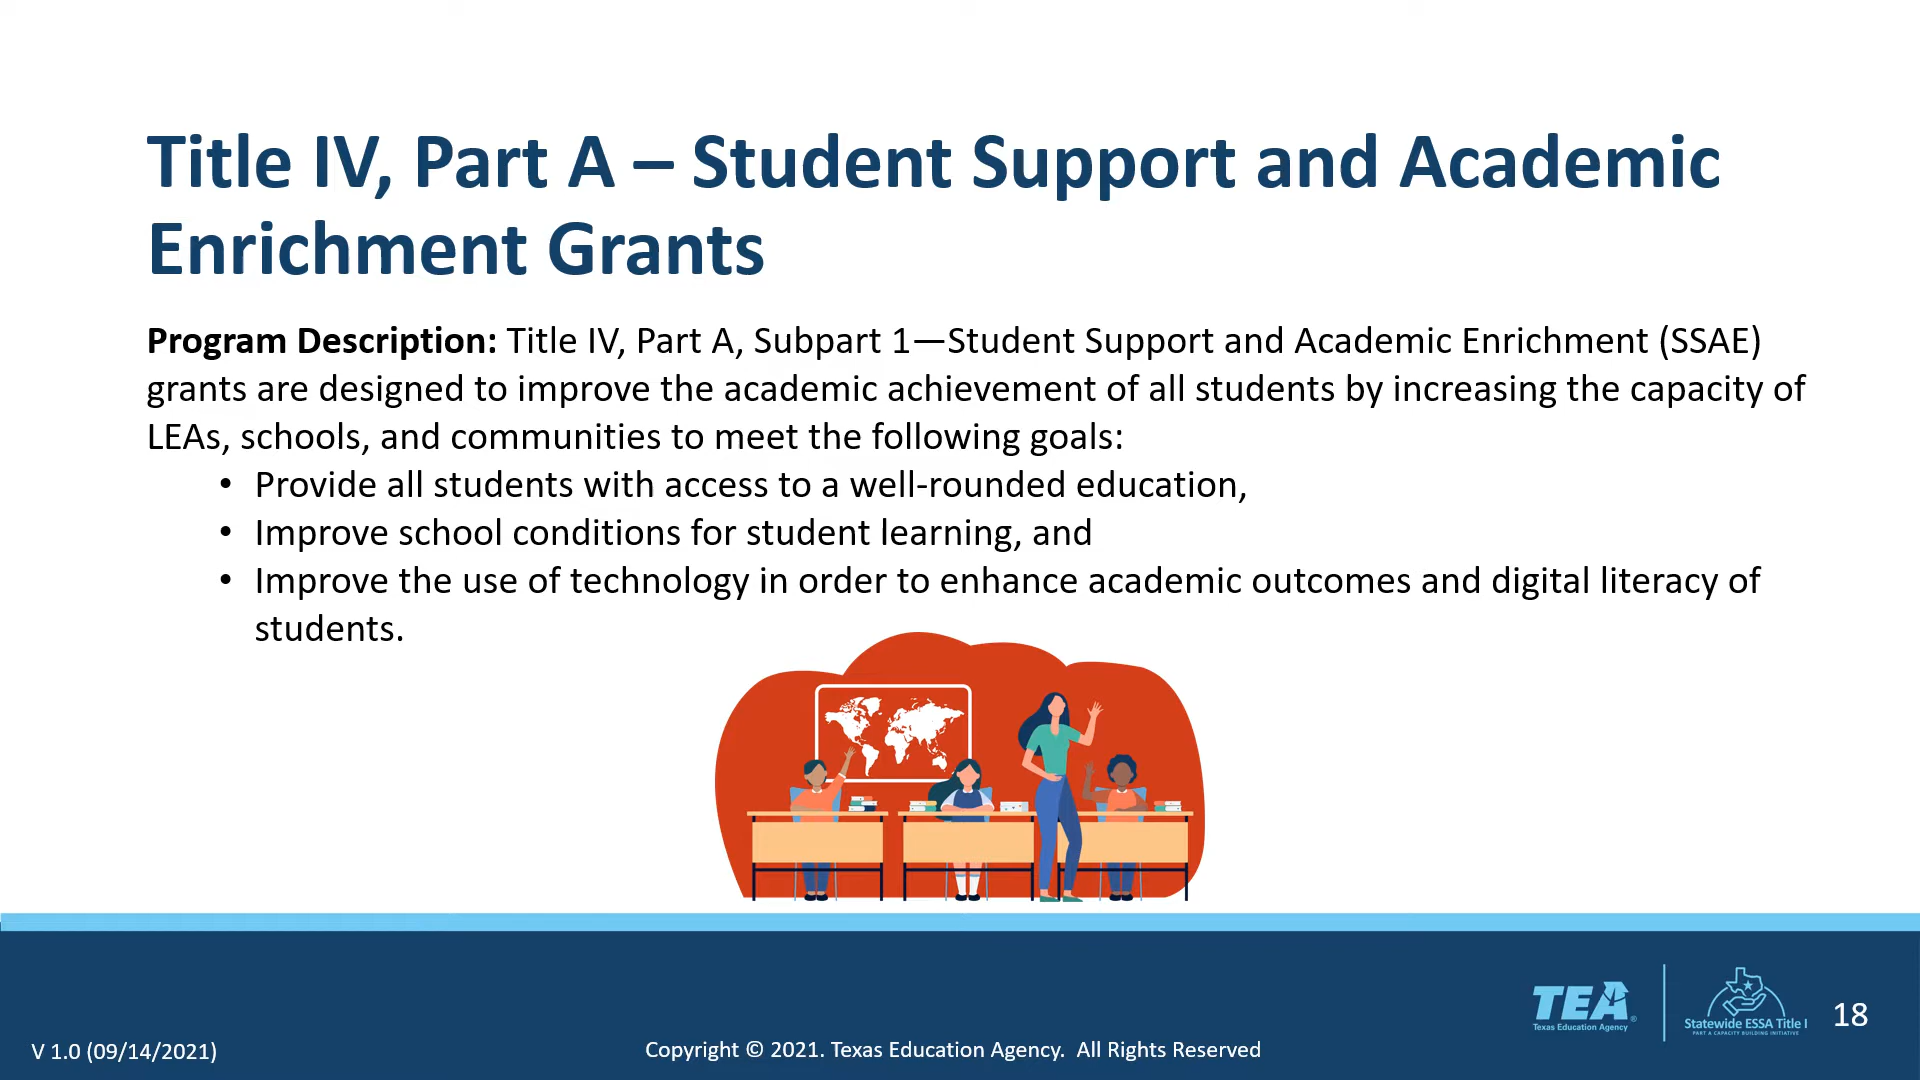 Title IV, Part A – Student Support and Academic
Enrichment Grants
Program Description: Title IV, Part A, Subpart 1—Student Support and Academic Enrichment (SSAE)
grants are designed to improve the academic achievement of all students by increasing the capacity of
LEAs, schools, and communities to meet the following goals:
• Provide all students with access to a well-rounded education,
• Improve school conditions for student learning, and
• Improve the use of technology in order to enhance academic outcomes and digital literacy of
students.
TEA®
Texas Education Agency
Statewide ESSA Title I
PART A CAPACITY BUILDING INITIATIVE
18
V 1.0 (09/14/2021)
Copyright © 2021. Texas Education Agency.  All Rights Reserved